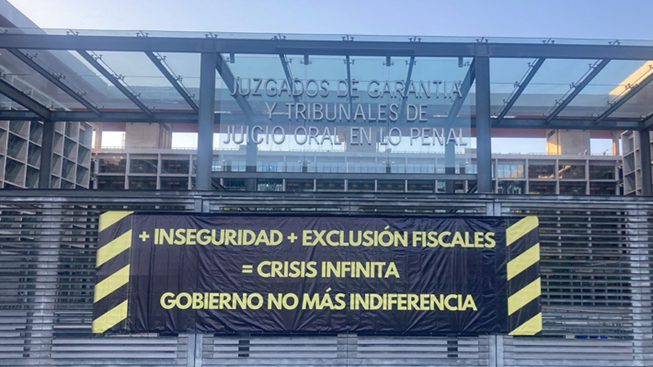 JUZGADOS DE GARANTIA
Y TRIBUNALES DE
JUICIO ORAL EN LO PENAL
+ INSEGURIDAD + EXCLUSIÓN FISCALES
= CRISIS INFINITA
GOBIERNO NO MÁS INDIFERENCIA